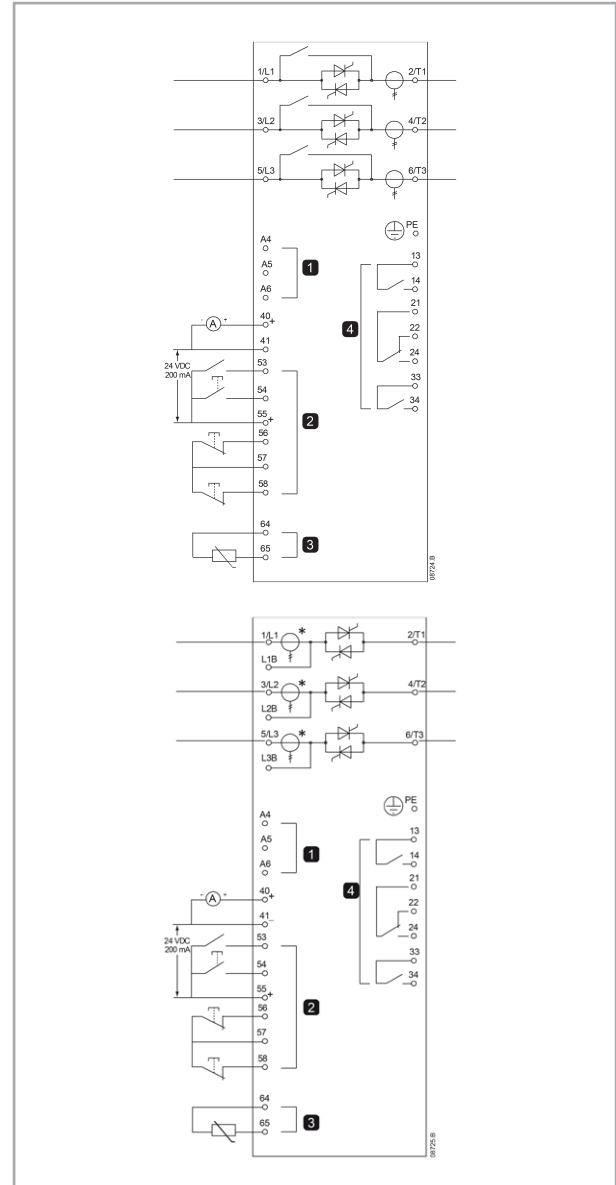 1/L1 2/T1
3/L2 4/T2
5/L3 6/T3
PE
A4
A5
A6
1
13
14
21
22
24
33
34
4
- A +
40 +
41
24 VDC
200 mA
53
54
55 +
56
57
58
2
64
65
3
08724.B
1/L1 * 2/T1
L1B
3/L2 * 4/T2
L2B
5/L3 * 6/T3
L3B
PE
A4
A5
A6
1
13
14
21
22
24
33
34
4
- A +
40 +
41 _
24 VDC
200 mA
53
54
55 +
56
57
58
2
64
65
3
08725.B